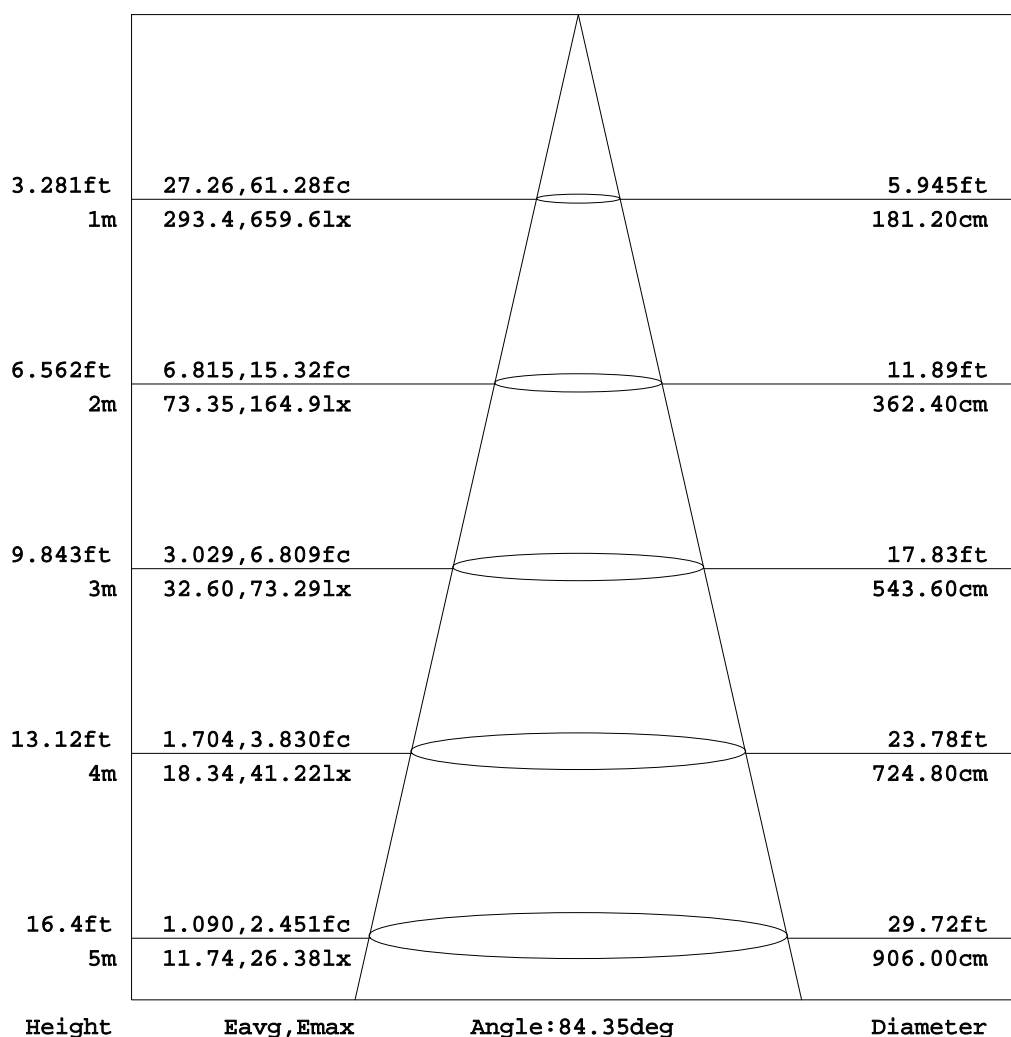 3.281ft 27.26,61.28fc 5.945ft
1m 293.4,659.6lx 181.20cm
6.562ft 6.815,15.32fc 11.89ft
2m 73.35,164.9lx 362.40cm
9.843ft 3.029,6.809fc 17.83ft
3m 32.60,73.29lx 543.60cm
13.12ft 1.704,3.830fc 23.78ft
4m 18.34,41.22lx 724.80cm
16.4ft 1.090,2.451fc 29.72ft
5m 11.74,26.38lx 906.00cm
Height Eavg,Emax Angle:84.35deg Diameter